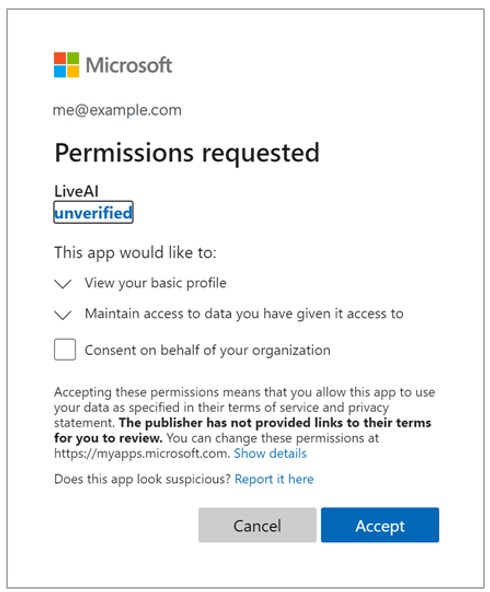 Microsoft
me@example.com
Permissions requested
LiveAI
unverified
This app would like to:
View your basic profile
Maintain access to data you have given it access to
Consent on behalf of your organization
Accepting these permissions means that you allow this app to use
your data as specified in their terms of service and privacy
statement. The publisher has not provided links to their terms
for you to review. You can change these permissions at
https://myapps.microsoft.com. Show details
Does this app look suspicious? Report it here
Cancel Accept